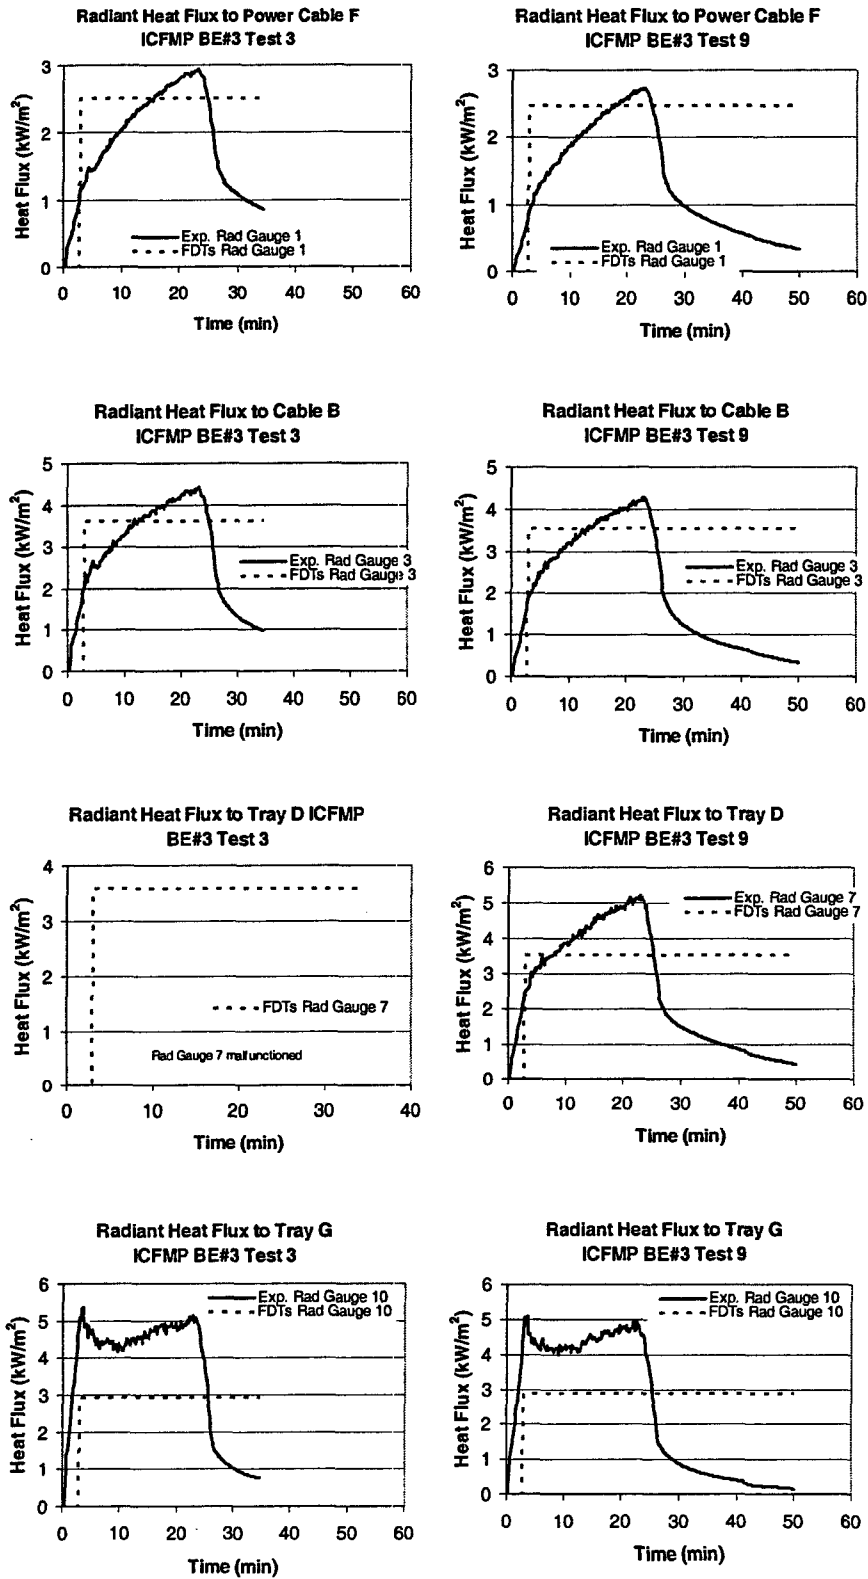 Radiant Heat Flux to Power Cable F
ICFMP BE#3 Test 3
Heat Flux (kW/m²)
3
2
1
0
Exp. Rad Gauge 1
FDTs Rad Gauge 1
0 10 20 30 40 50 60
Time (min)
Radiant Heat Flux to Power Cable F
ICFMP BE#3 Test 9
Heat Flux (kW/m²)
3
2
1
0
Exp. Rad Gauge 1
FDTs Rad Gauge 1
0 10 20 30 40 50 60
Time (min)
Radiant Heat Flux to Cable B
ICFMP BE#3 Test 3
Heat Flux (kW/m²)
5
4
3
2
1
0
Exp. Rad Gauge 3
FDTs Rad Gauge 3
0 10 20 30 40 50 60
Time (min)
Radiant Heat Flux to Cable B
ICFMP BE#3 Test 9
Heat Flux (kW/m²)
5
4
3
2
1
0
Exp. Rad Gauge 3
FDTs Rad Gauge 3
0 10 20 30 40 50 60
Time (min)
Radiant Heat Flux to Tray D ICFMP
BE#3 Test 3
Heat Flux (kW/m²)
4
3
2
1
0
FDTs Rad Gauge 7
Rad Gauge 7 malfunctioned
0 10 20 30 40
Time (min)
Radiant Heat Flux to Tray D
ICFMP BE#3 Test 9
Heat Flux (kW/m²)
6
5
4
3
2
1
0
Exp. Rad Gauge 7
FDTs Rad Gauge 7
0 10 20 30 40 50 60
Time (min)
Radiant Heat Flux to Tray G
ICFMP BE#3 Test 3
Heat Flux (kW/m²)
6
5
4
3
2
1
0
Exp. Rad Gauge 10
FDTs Rad Gauge 10
0 10 20 30 40 50 60
Time (min)
Radiant Heat Flux to Tray G
ICFMP BE#3 Test 9
Heat Flux (kW/m²)
6
5
4
3
2
1
0
Exp. Rad Gauge 10
FDTs Rad Gauge 10
0 10 20 30 40 50 60
Time (min)